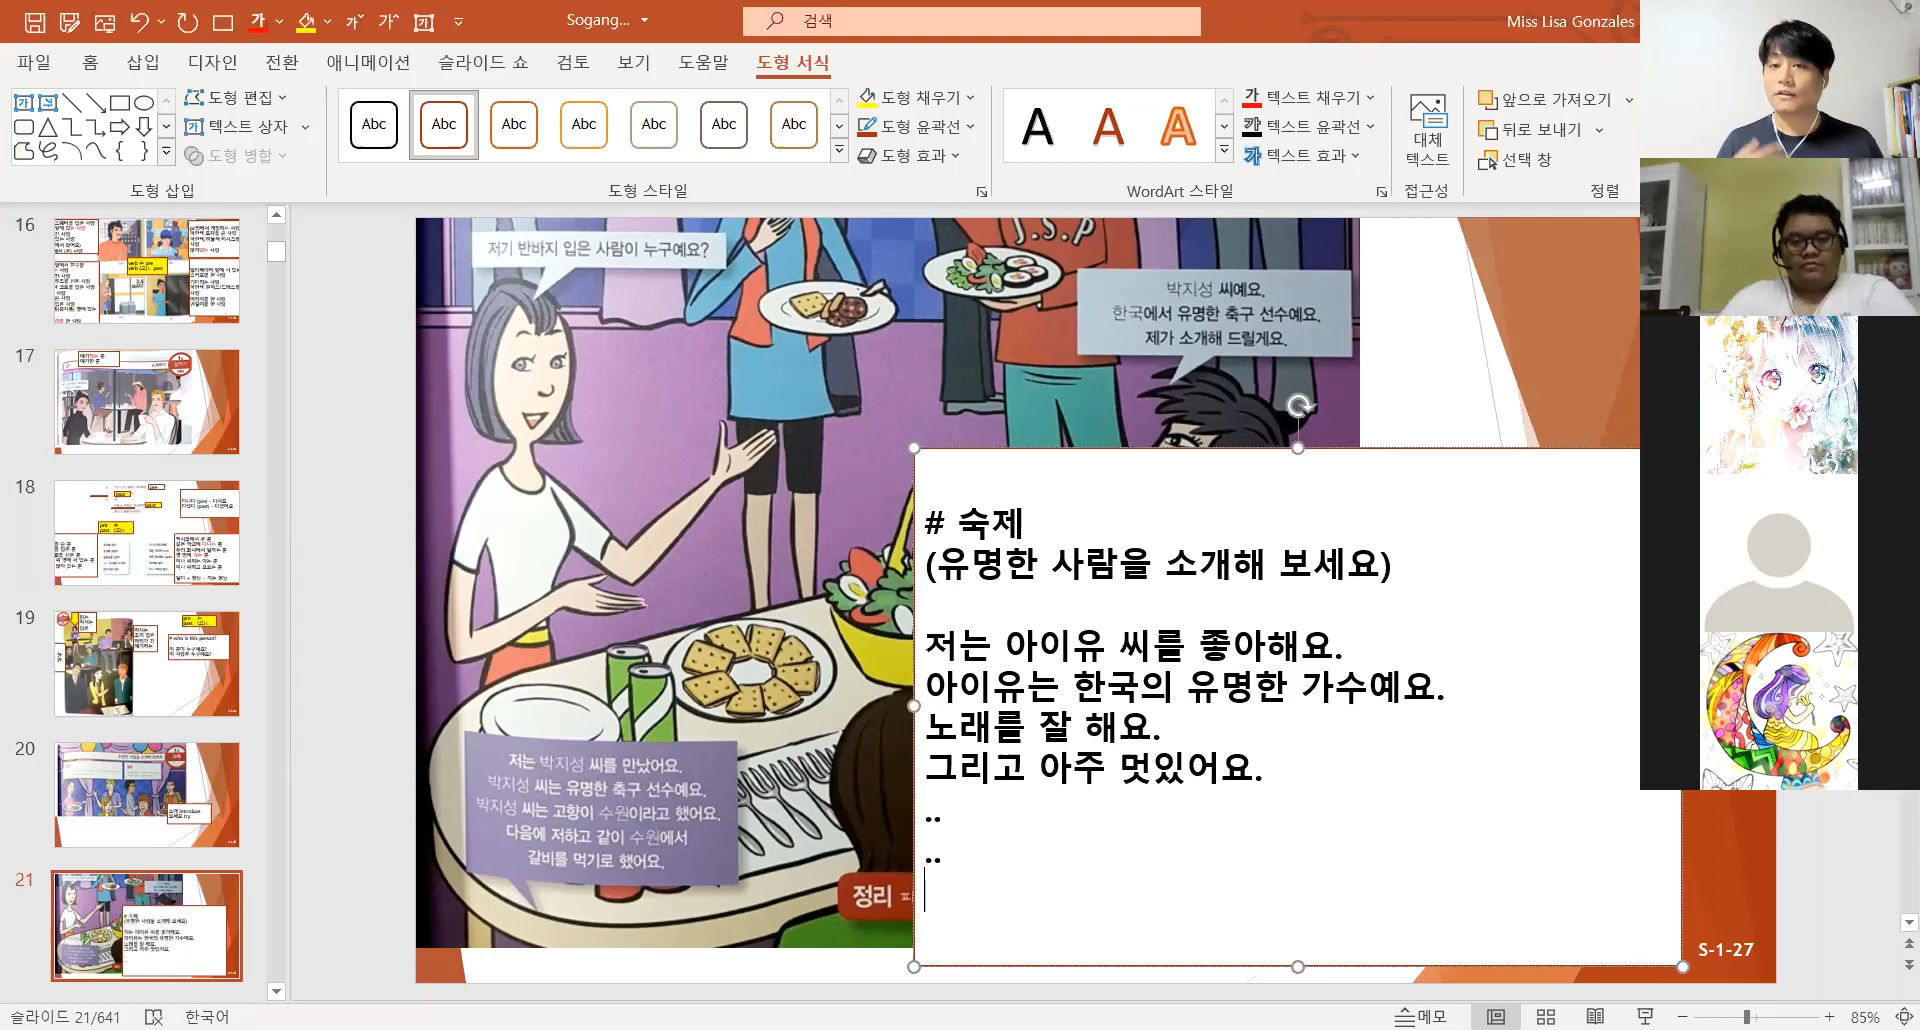 Sogang...
검색
Miss Lisa Gonzales
파일 홈 삽입 디자인 전환 애니메이션 슬라이드 쇼 검토 보기 도움말 도형 서식
도형 편집
텍스트 상자
도형 병합
도형 삽입
Abc Abc Abc Abc Abc Abc Abc
도형 스타일
도형 채우기
도형 윤곽선
도형 효과
A A A
WordArt 스타일
텍스트 채우기
텍스트 윤곽선
텍스트 효과
대체
텍스트
접근성
앞으로 가져오기
뒤로 보내기
선택 창
정렬
16
17
18
19
20
21
저기 반바지 입은 사람이 누구예요?
J.S.P
박지성 씨예요.
한국에서 유명한 축구 선수예요.
제가 소개해 드릴게요.
# 숙제
(유명한 사람을 소개해 보세요)
저는 아이유 씨를 좋아해요.
아이유는 한국의 유명한 가수예요.
노래를 잘 해요.
그리고 아주 멋있어요.
..
..
저는 박지성 씨를 만났어요.
박지성 씨는 유명한 축구 선수예요.
박지성 씨는 고향이 수원이라고 했어요.
다음에 저하고 같이 수원에서
갈비를 먹기로 했어요.
정리
S-1-27
슬라이드 21/641
한국어
메모
85%